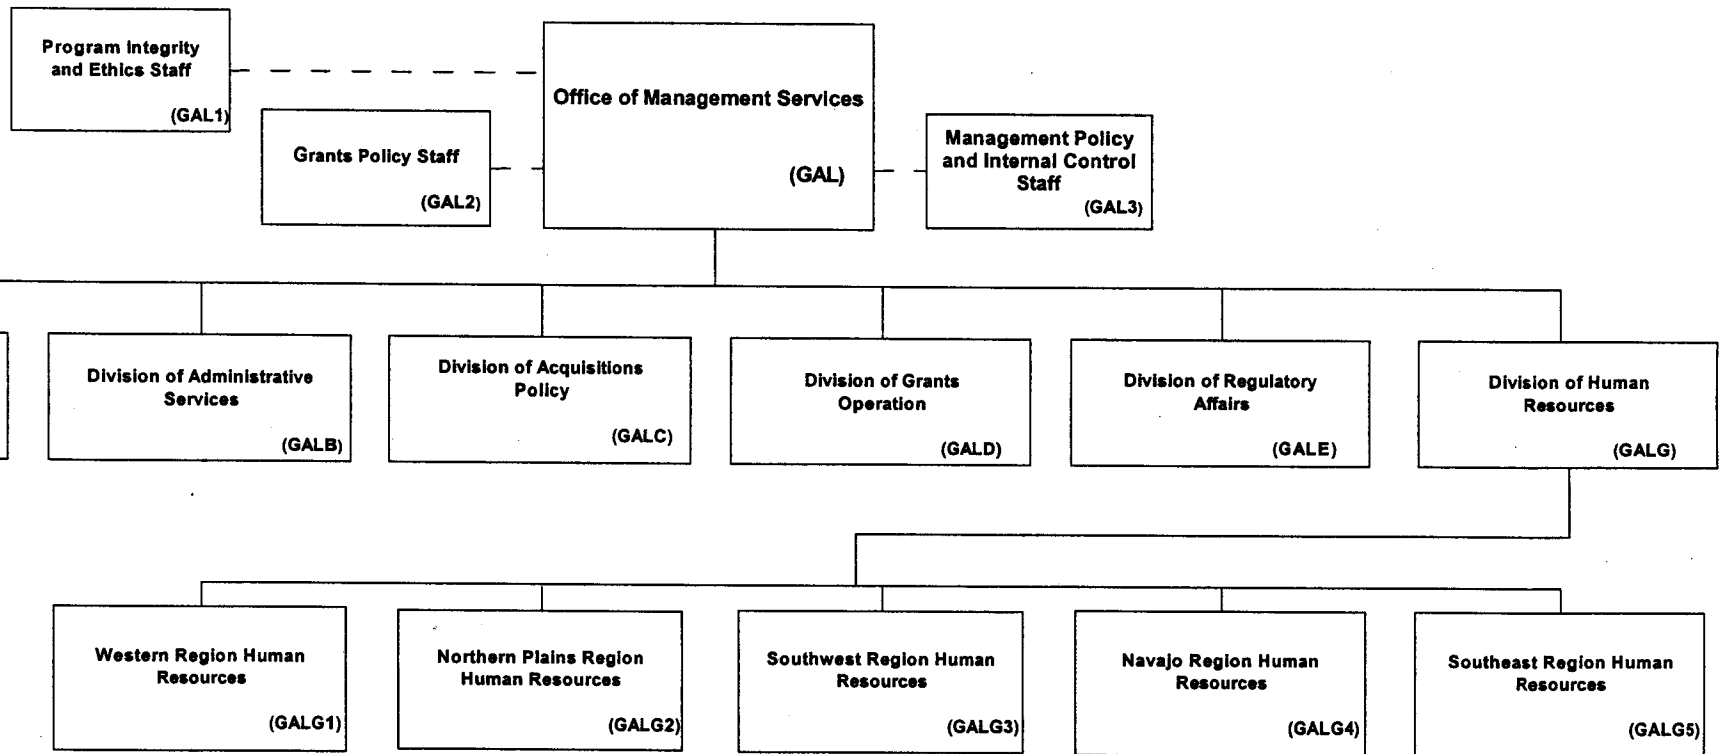 Program Integrity
and Ethics Staff
(GAL1)
Grants Policy Staff
(GAL2)
Office of Management Services
(GAL)
Management Policy
and Internal Control
Staff
(GAL3)
Division of Administrative
Services
(GALB)
Division of Acquisitions
Policy
(GALC)
Division of Grants
Operation
(GALD)
Division of Regulatory
Affairs
(GALE)
Division of Human
Resources
(GALG)
Western Region Human
Resources
(GALG1)
Northern Plains Region
Human Resources
(GALG2)
Southwest Region Human
Resources
(GALG3)
Navajo Region Human
Resources
(GALG4)
Southeast Region Human
Resources
(GALG5)